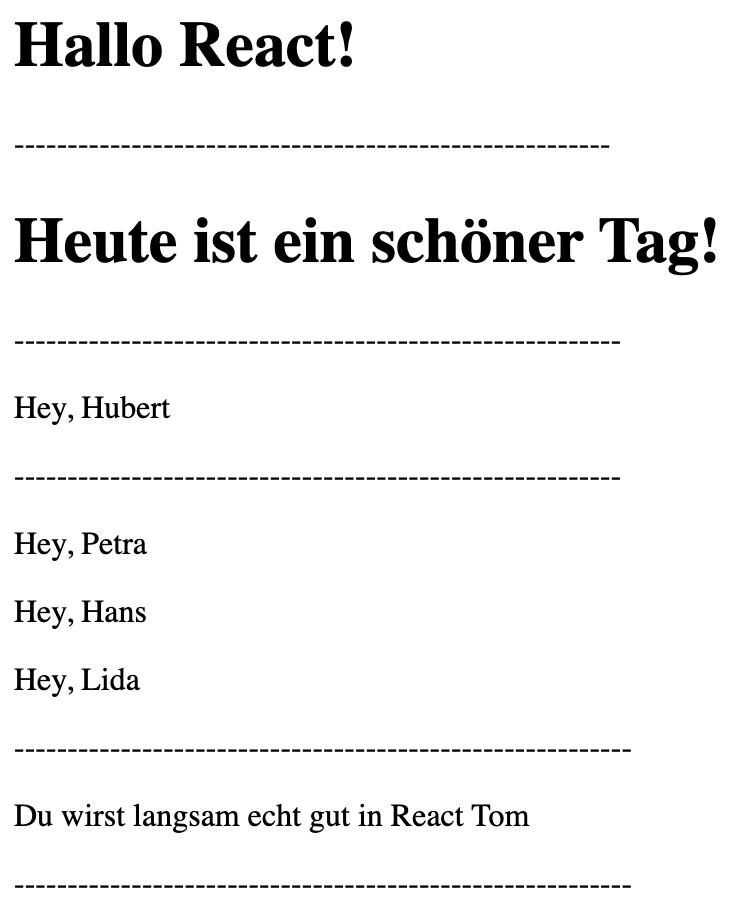 Hallo React!
--------------------------------------------------------
Heute ist ein schöner Tag!
---------------------------------------------------------
Hey, Hubert
---------------------------------------------------------
Hey, Petra
Hey, Hans
Hey, Lida
----------------------------------------------------------
Du wirst langsam echt gut in React Tom
----------------------------------------------------------